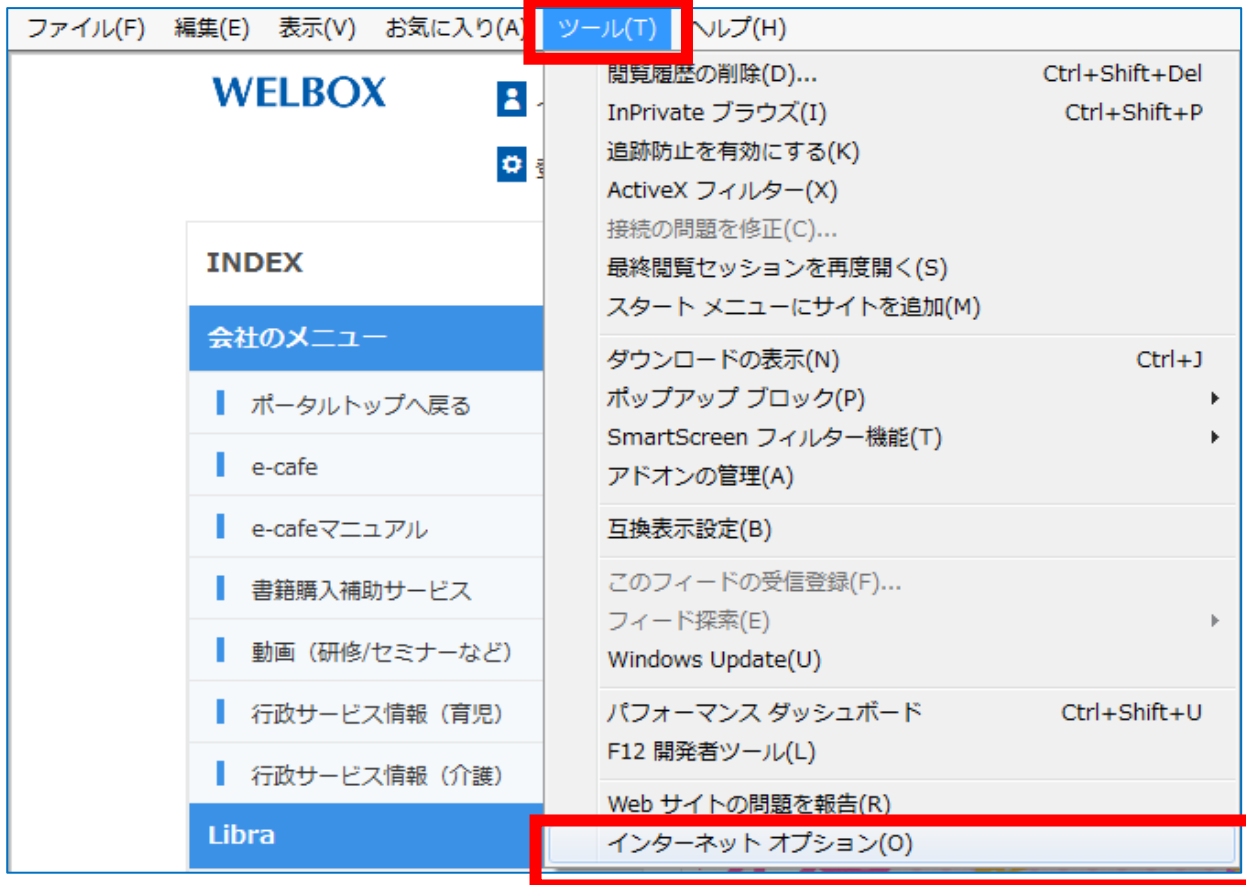 ファイル(F) 編集(E) 表示(V) お気に入り(A) ツール(T) ヘルプ(H)
WELBOX
INDEX
会社のメニュー
ポータルトップへ戻る
e-cafe
e-cafeマニュアル
書籍購入補助サービス
動画（研修/セミナーなど）
行政サービス情報（育児）
行政サービス情報（介護）
Libra
閲覧履歴の削除(D)... Ctrl+Shift+Del
InPrivate ブラウズ(I) Ctrl+Shift+P
追跡防止を有効にする(K)
ActiveX フィルター(X)
接続の問題を修正(C)...
最終閲覧セッションを再度開く(S)
スタート メニューにサイトを追加(M)
ダウンロードの表示(N) Ctrl+J
ポップアップ ブロック(P)
SmartScreen フィルター機能(T)
アドオンの管理(A)
互換表示設定(B)
このフィードの受信登録(F)...
フィード探索(E)
Windows Update(U)
パフォーマンス ダッシュボード Ctrl+Shift+U
F12 開発者ツール(L)
Web サイトの問題を報告(R)
インターネット オプション(O)